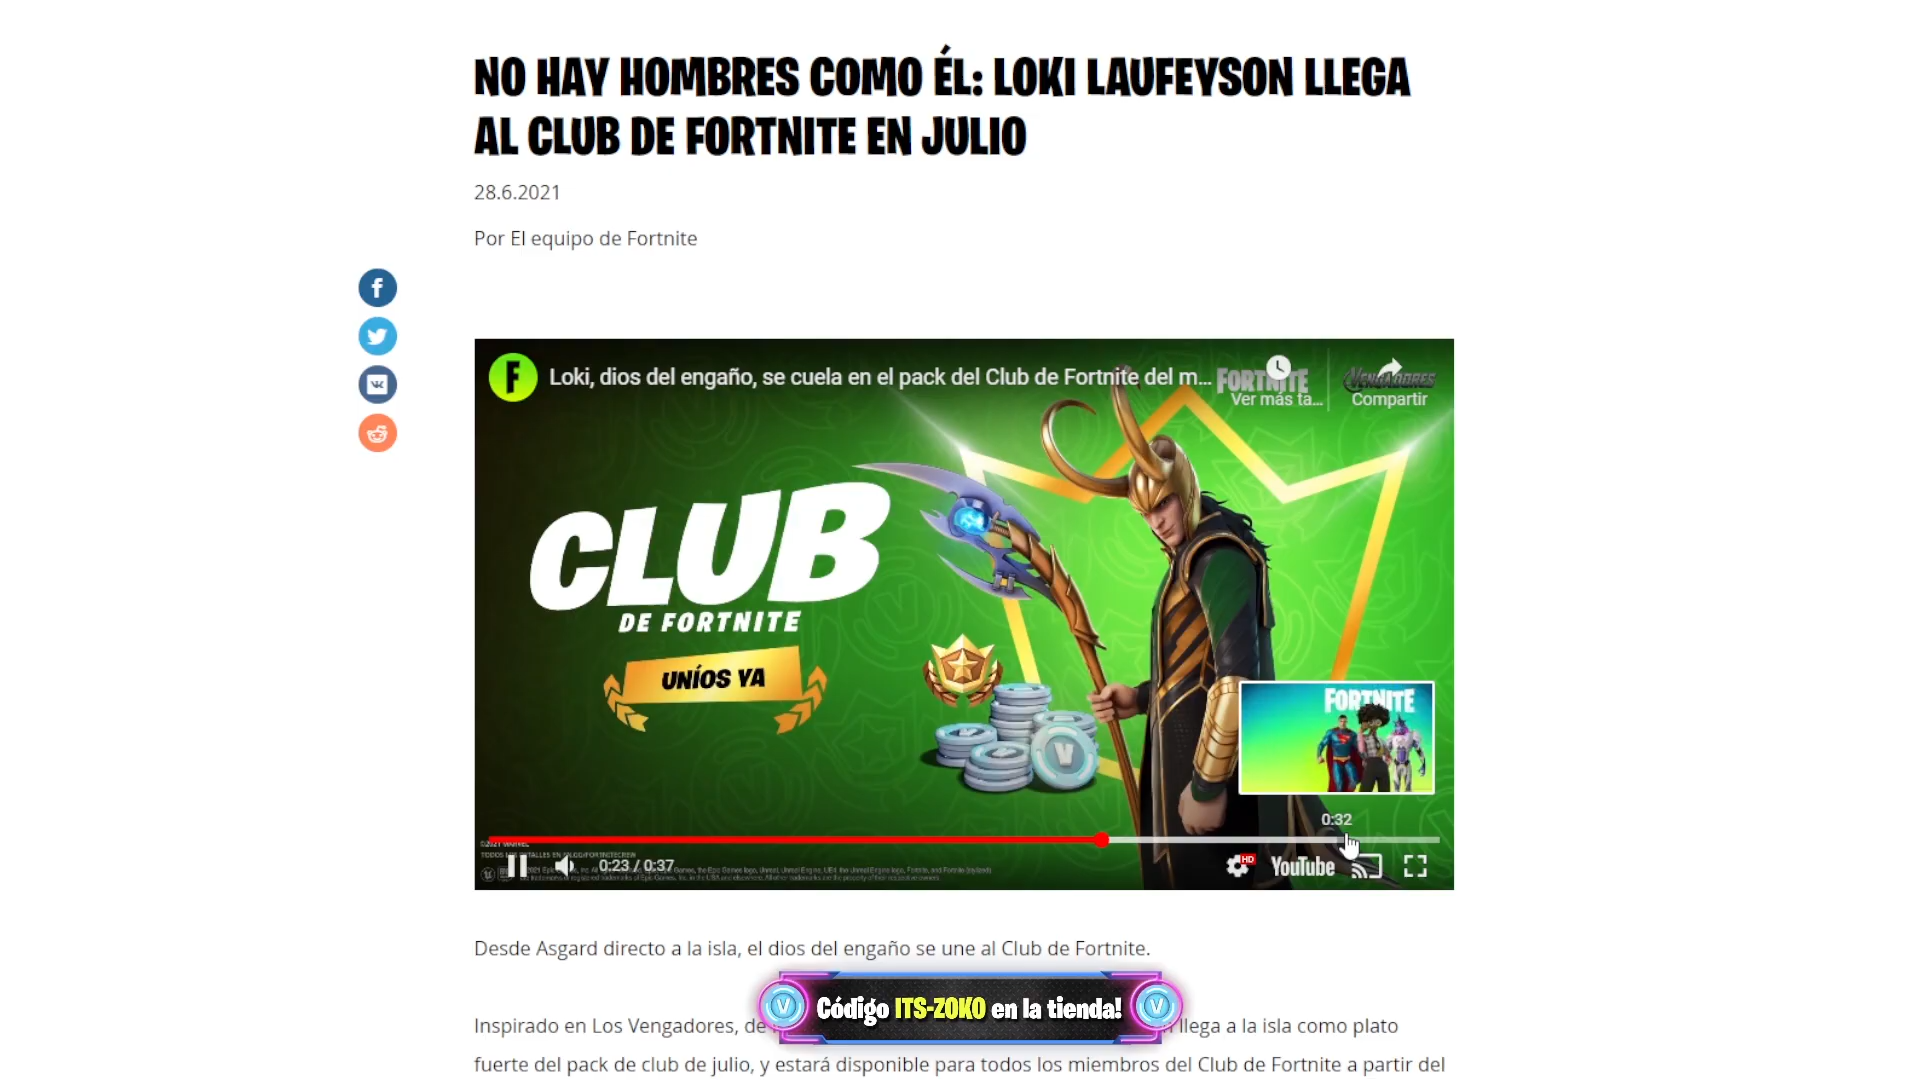 NO HAY HOMBRES COMO ÉL: LOKI LAUFEYSON LLEGA
AL CLUB DE FORTNITE EN JULIO
28.6.2021
Por El equipo de Fortnite
Loki, dios del engaño, se cuela en el pack del Club de Fortnite del m...
FORTNITE
VENGADORES
Ver más ta...
Compartir
CLUB
DE FORTNITE
UNÍOS YA
FORTNITE
0:32
0:23 / 0:37
HD
YouTube
Desde Asgard directo a la isla, el dios del engaño se une al Club de Fortnite.
Código ITS-ZOKO en la tienda!
Inspirado en Los Vengadores, de llega a la isla como plato
fuerte del pack de club de julio, y estará disponible para todos los miembros del Club de Fortnite a partir del